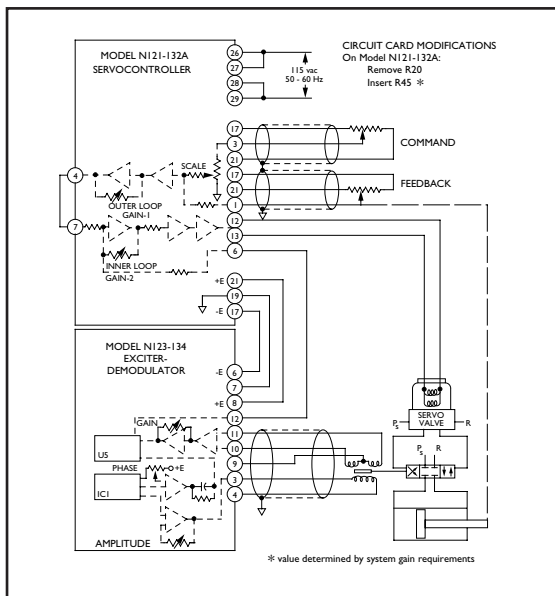 MODEL N121-132A
SERVOCONTROLLER
26
27
28
29
115 vac
50 - 60 Hz
CIRCUIT CARD MODIFICATIONS
On Model N121-132A:
Remove R20
Insert R45 *
17
3
21
17
21
1
12
13
6
COMMAND
FEEDBACK
SCALE
4
OUTER LOOP
GAIN-1
7
INNER LOOP
GAIN-2
+E
21
19
-E
17
MODEL N123-134
EXCITER-
DEMODULATOR
-E
6
7
+E
8
12
GAIN
11
U5
10
PHASE
+E
9
IC1
3
4
AMPLITUDE
SERVO
VALVE
Ps
R
Ps
R
* value determined by system gain requirements